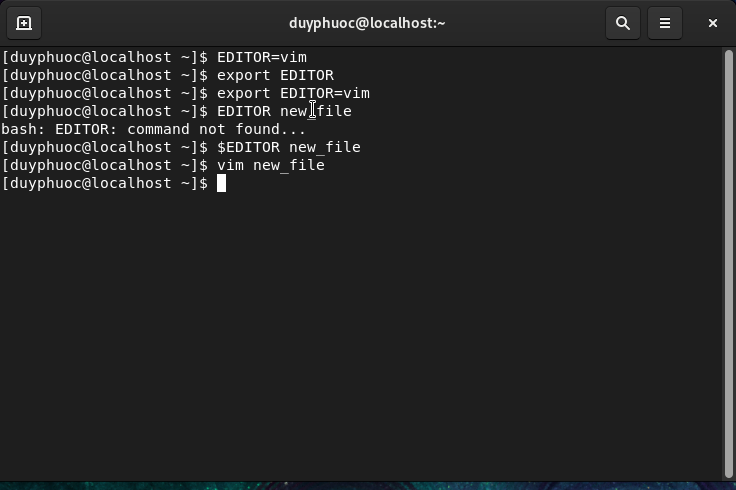 duyphuoc@localhost:~
[duyphuoc@localhost ~]$ EDITOR=vim
[duyphuoc@localhost ~]$ export EDITOR
[duyphuoc@localhost ~]$ export EDITOR=vim
[duyphuoc@localhost ~]$ EDITOR new_file
bash: EDITOR: command not found...
[duyphuoc@localhost ~]$ $EDITOR new_file
[duyphuoc@localhost ~]$ vim new_file
[duyphuoc@localhost ~]$